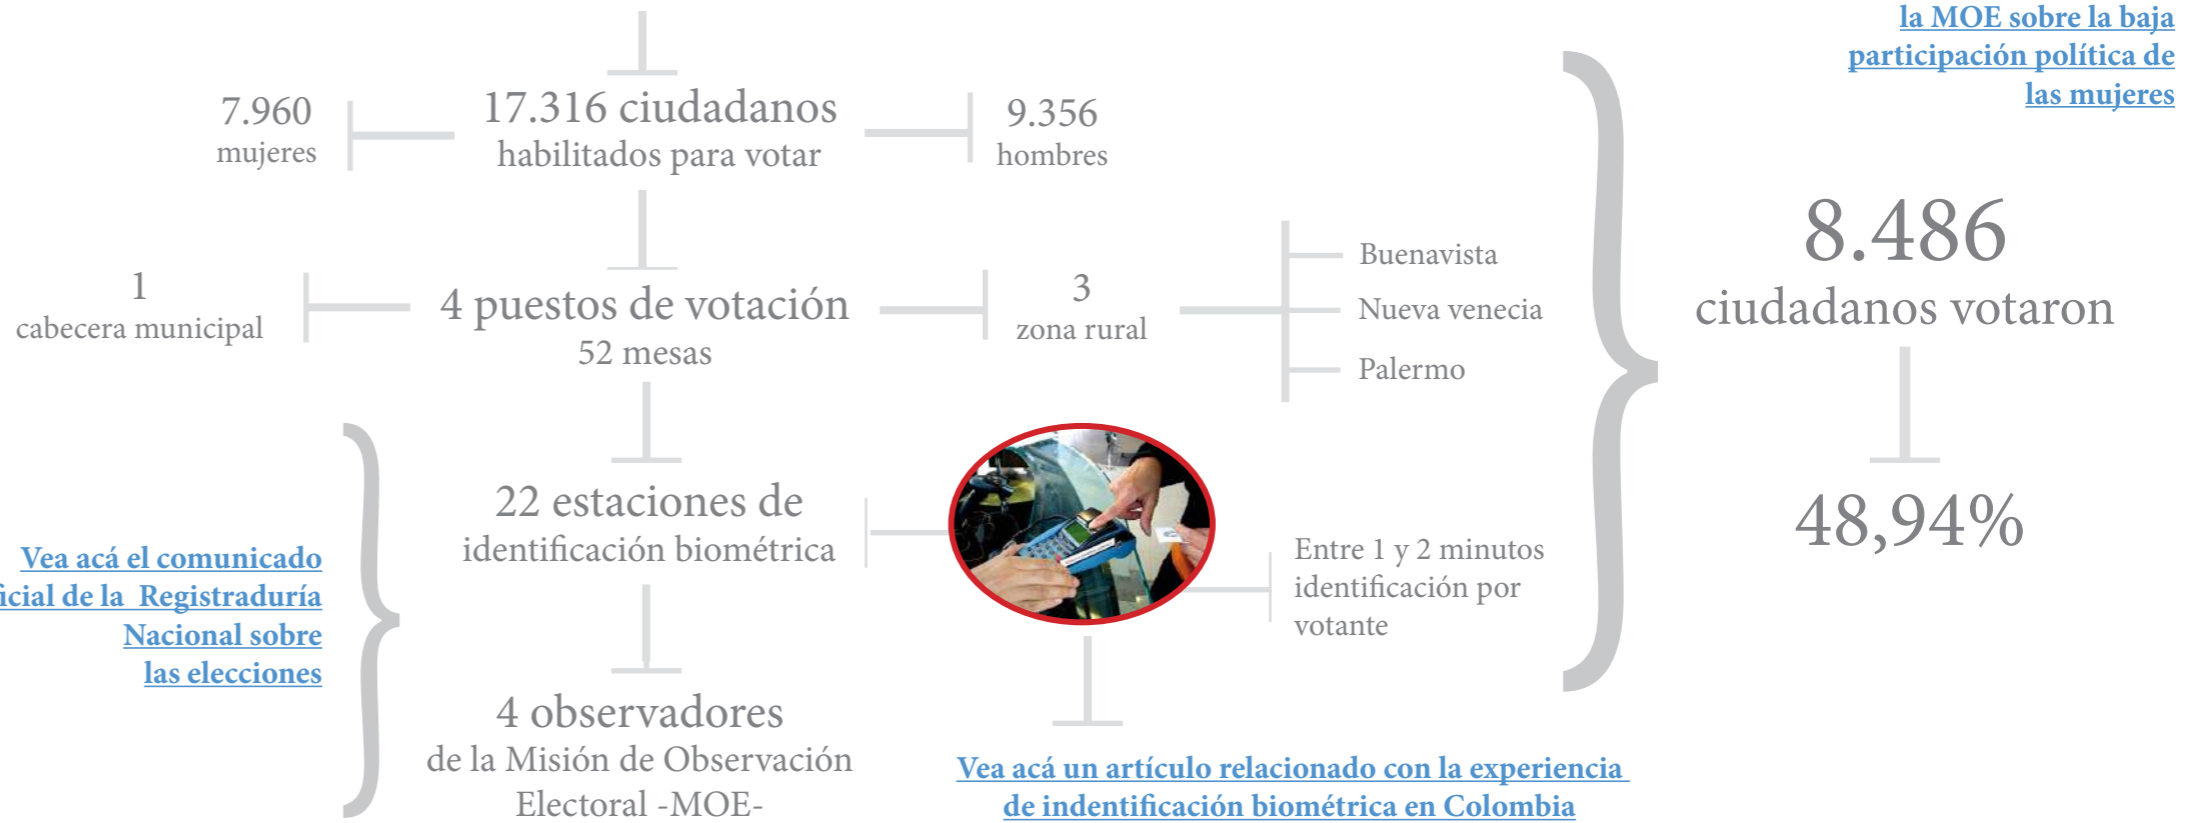 la MOE sobre la baja
participación política de
las mujeres
7.960
mujeres
17.316 ciudadanos
habilitados para votar
9.356
hombres
1
cabecera municipal
4 puestos de votación
52 mesas
3
zona rural
Buenavista
Nueva venecia
Palermo
8.486
ciudadanos votaron
48,94%
22 estaciones de
identificación biométrica
Entre 1 y 2 minutos
identificación por
votante
Vea acá el comunicado
icial de la Registraduría
Nacional sobre
las elecciones
4 observadores
de la Misión de Observación
Electoral -MOE-
Vea acá un artículo relacionado con la experiencia
de indentificación biométrica en Colombia